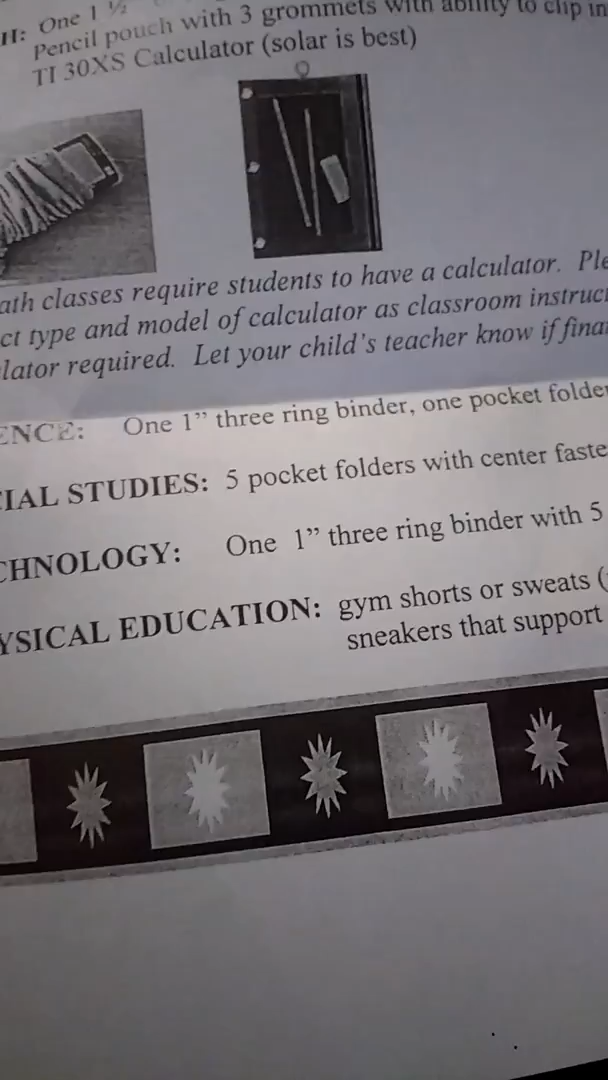 H: One 1 ½
Pencil pouch with 3 grommets with ability to clip in
TI 30XS Calculator (solar is best)
ath classes require students to have a calculator. Ple
ct type and model of calculator as classroom instruc
lator required. Let your child's teacher know if fina
ENCE: One 1” three ring binder, one pocket folder
CIAL STUDIES: 5 pocket folders with center faste
CHNOLOGY: One 1” three ring binder with 5
YSICAL EDUCATION: gym shorts or sweats (
sneakers that support